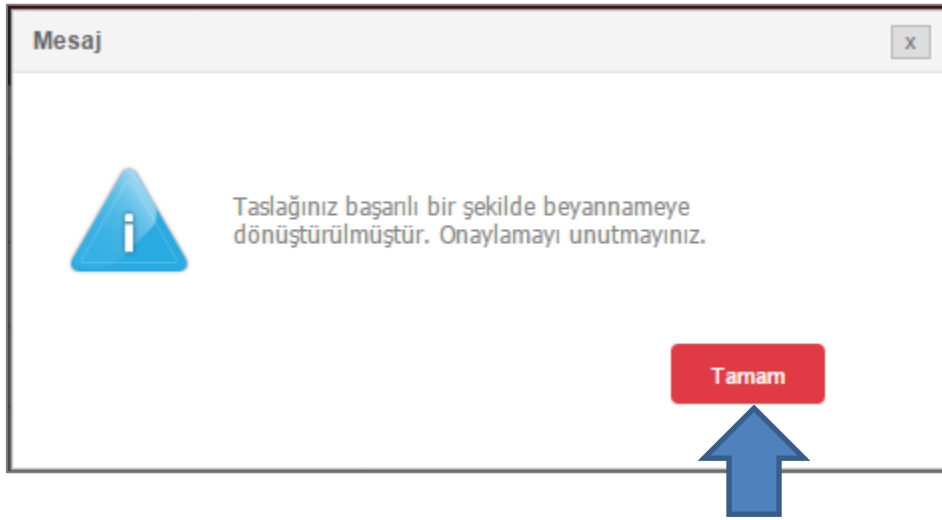 Mesaj
x
Taslağınız başarılı bir şekilde beyannameye
dönüştürülmüştür. Onaylamayı unutmayınız.
Tamam